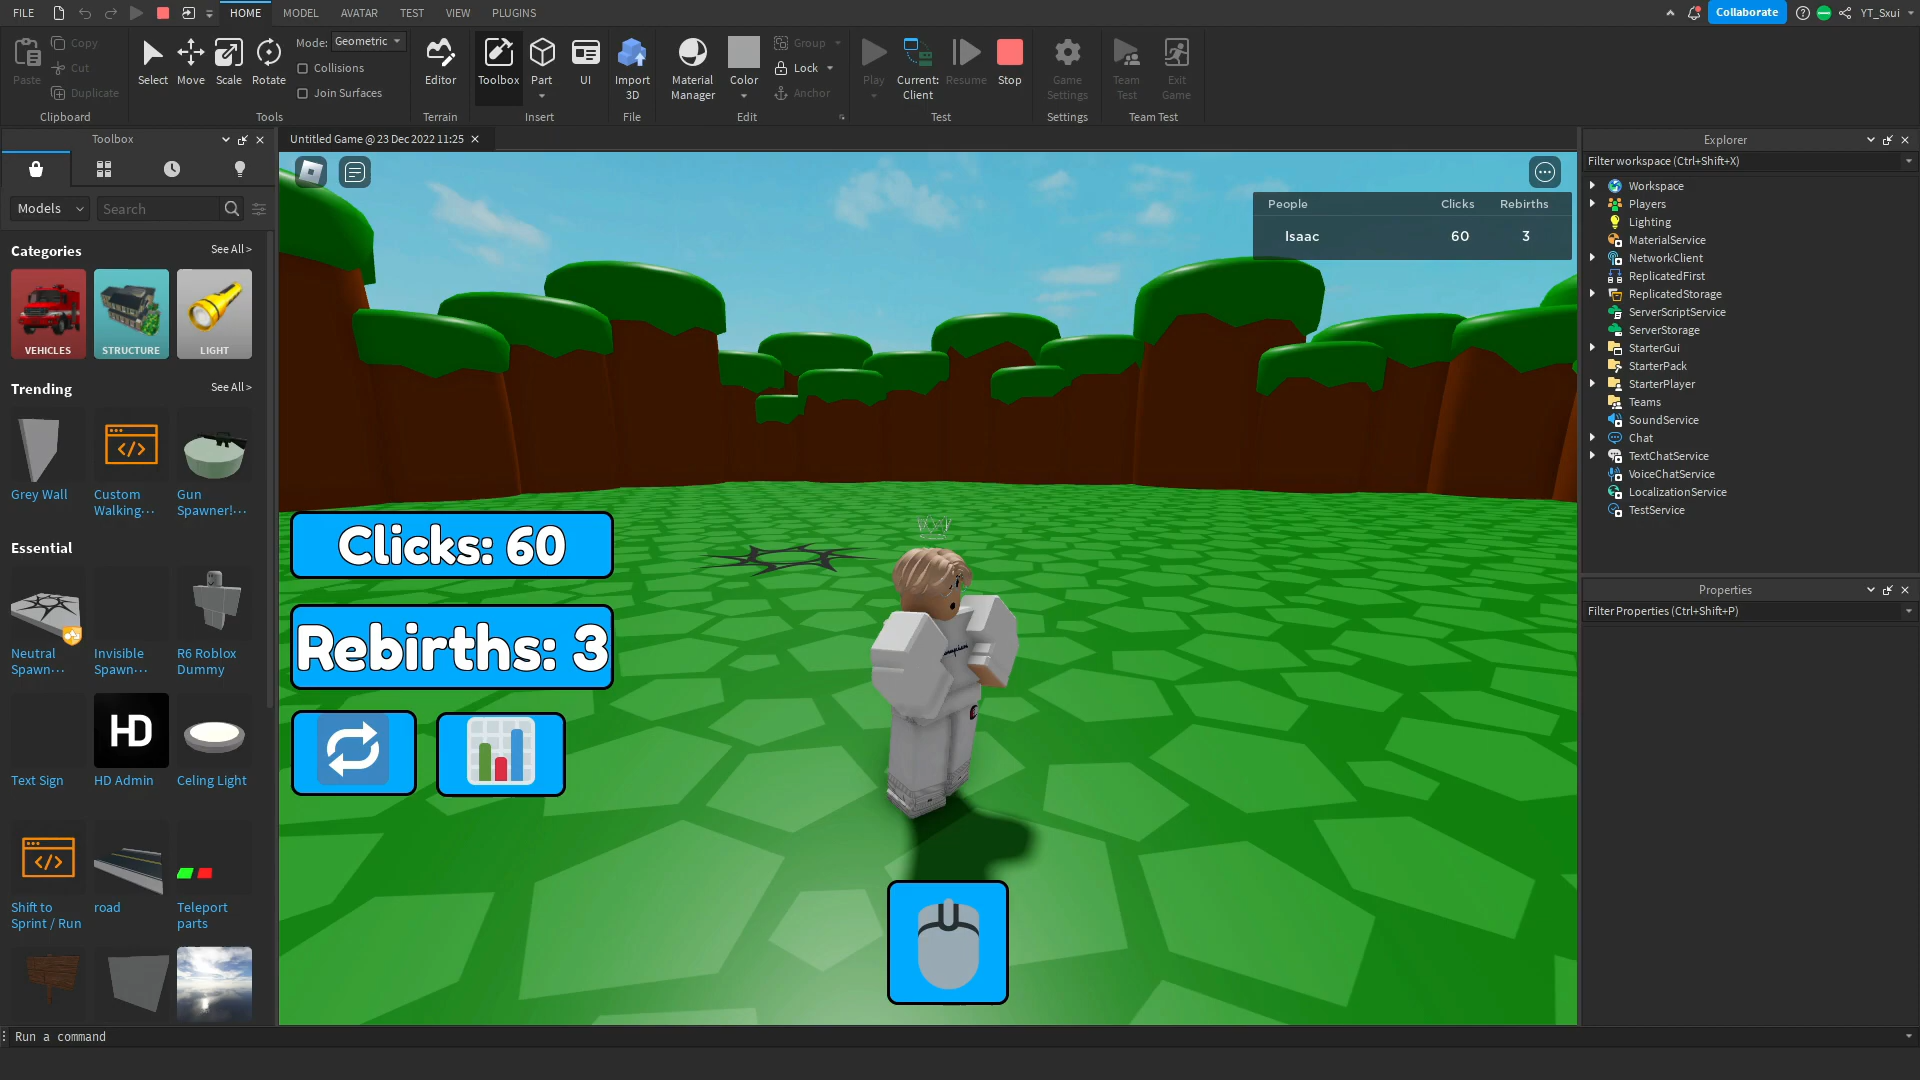 FILE
HOME
MODEL
AVATAR
TEST
VIEW
PLUGINS
Collaborate
YT_Sxui
Paste
Copy
Cut
Duplicate
Clipboard
Select
Move
Scale
Rotate
Mode: Geometric
Collisions
Join Surfaces
Tools
Editor
Terrain
Toolbox
Part
UI
Insert
Import
3D
File
Material
Manager
Color
Group
Lock
Anchor
Edit
Play
Current:
Client
Resume
Stop
Test
Game
Settings
Settings
Team
Test
Exit
Game
Team Test
Toolbox
Models
Search
Categories
See All >
VEHICLES
STRUCTURE
LIGHT
Trending
See All >
Grey Wall
Custom
Walking...
Gun
Spawner!...
Essential
Neutral
Spawn...
Invisible
Spawn...
R6 Roblox
Dummy
HD
Text Sign
HD Admin
Celing Light
Shift to
Sprint / Run
road
Teleport
parts
Untitled Game @ 23 Dec 2022 11:25
People Clicks Rebirths
Isaac 60 3
Clicks: 60
Rebirths: 3
Explorer
Filter workspace (Ctrl+Shift+X)
Workspace
Players
Lighting
MaterialService
NetworkClient
ReplicatedFirst
ReplicatedStorage
ServerScriptService
ServerStorage
StarterGui
StarterPack
StarterPlayer
Teams
SoundService
Chat
TextChatService
VoiceChatService
LocalizationService
TestService
Properties
Filter Properties (Ctrl+Shift+P)
Run a command